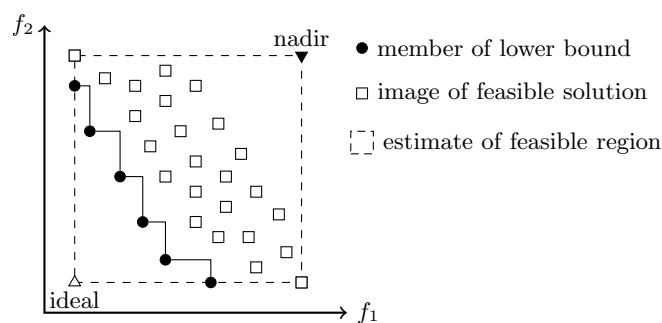 f₂
nadir
member of lower bound
image of feasible solution
estimate of feasible region
ideal
f₁